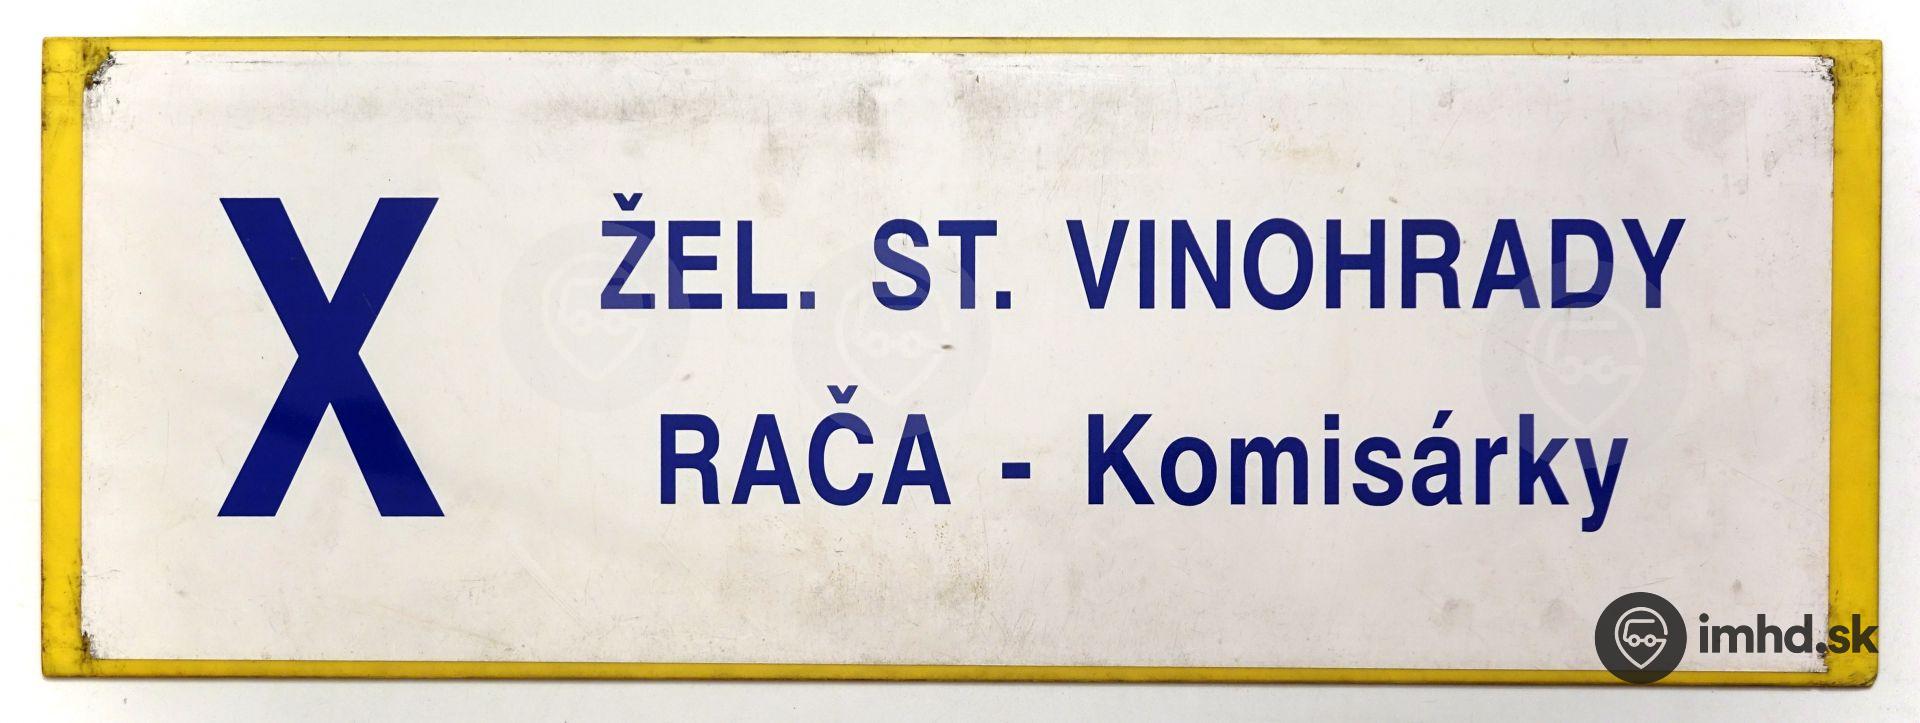 X
ŽEL. ST. VINOHRADY
RAČA - Komisárky
imhd.sk